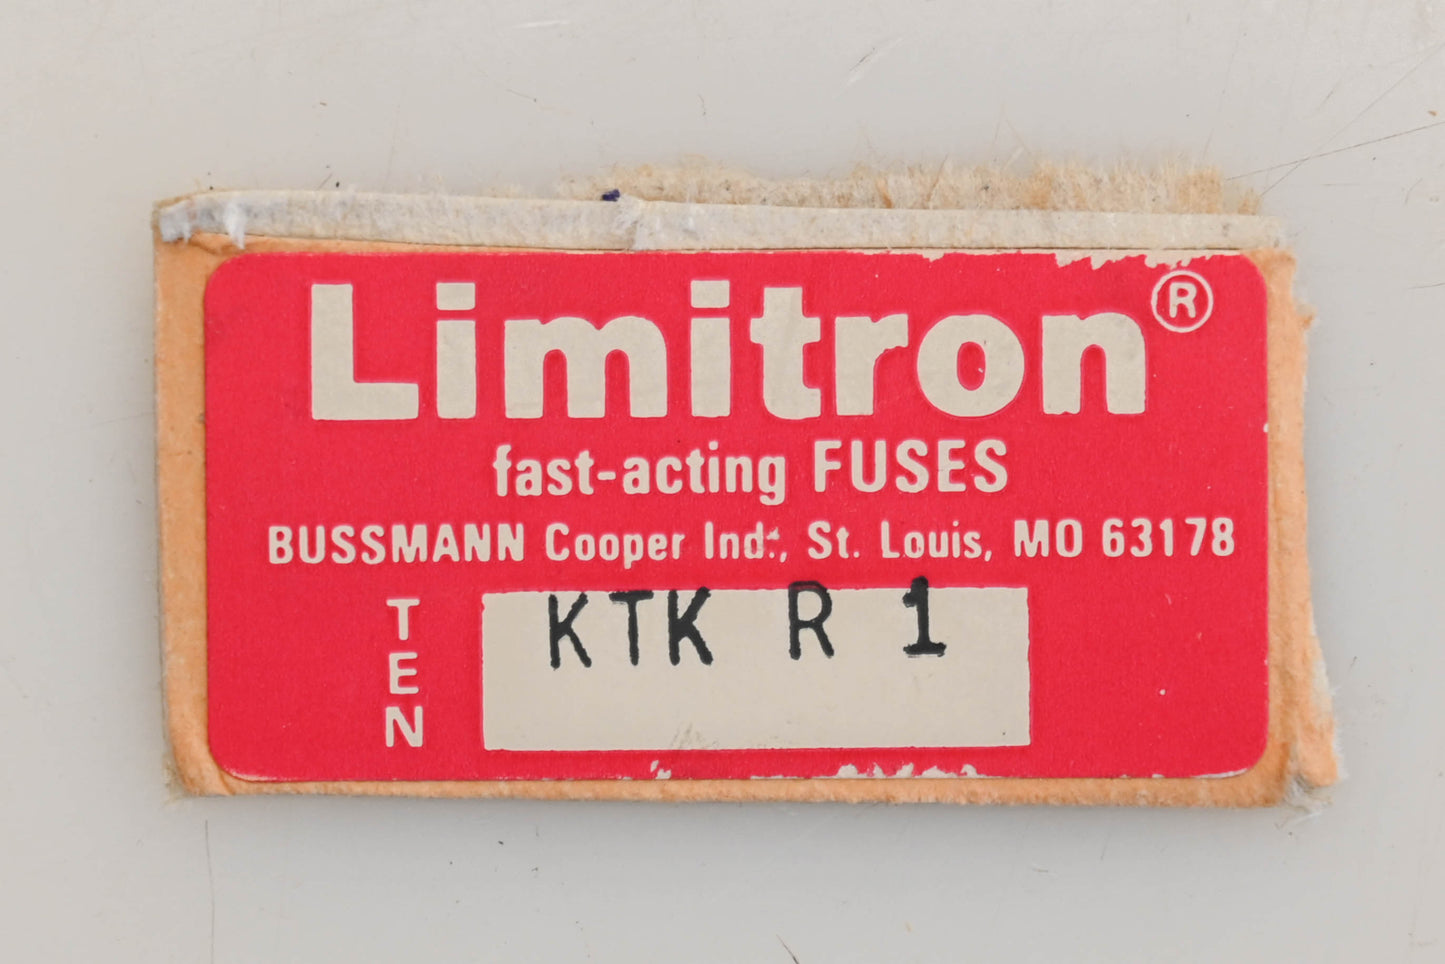 Limitron®
fast-acting FUSES
BUSSMANN Cooper Ind., St. Louis, MO 63178
TEN
KTK R 1